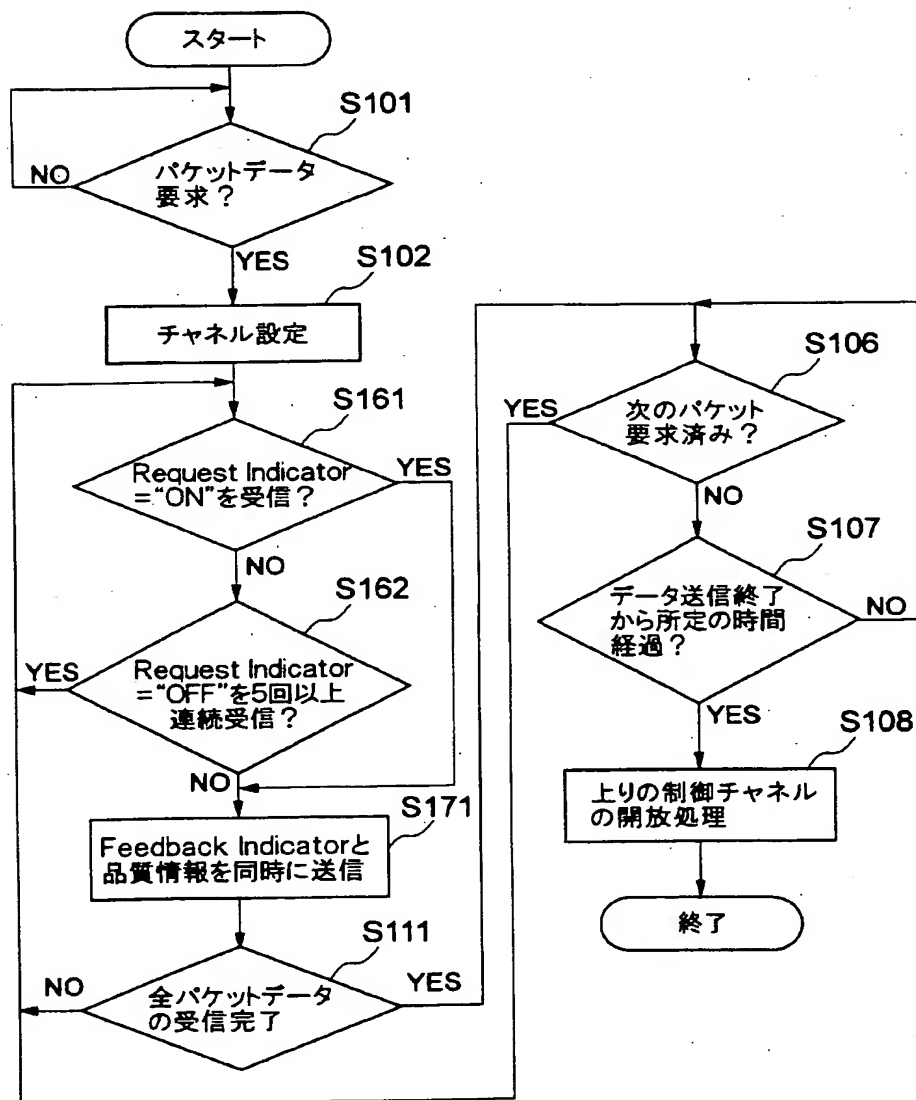 スタート
S101
パケットデータ
要求？
NO
YES
S102
チャネル設定
S161
Request Indicator
=“ON”を受信？
YES
NO
S162
Request Indicator
=“OFF”を5回以上
連続受信？
YES
NO
S171
Feedback Indicatorと
品質情報を同時に送信
S111
全パケットデータ
の受信完了
NO
YES
S106
次のパケット
要求済み？
YES
NO
S107
データ送信終了
から所定の時間
経過？
NO
YES
S108
上りの制御チャネル
の開放処理
終了